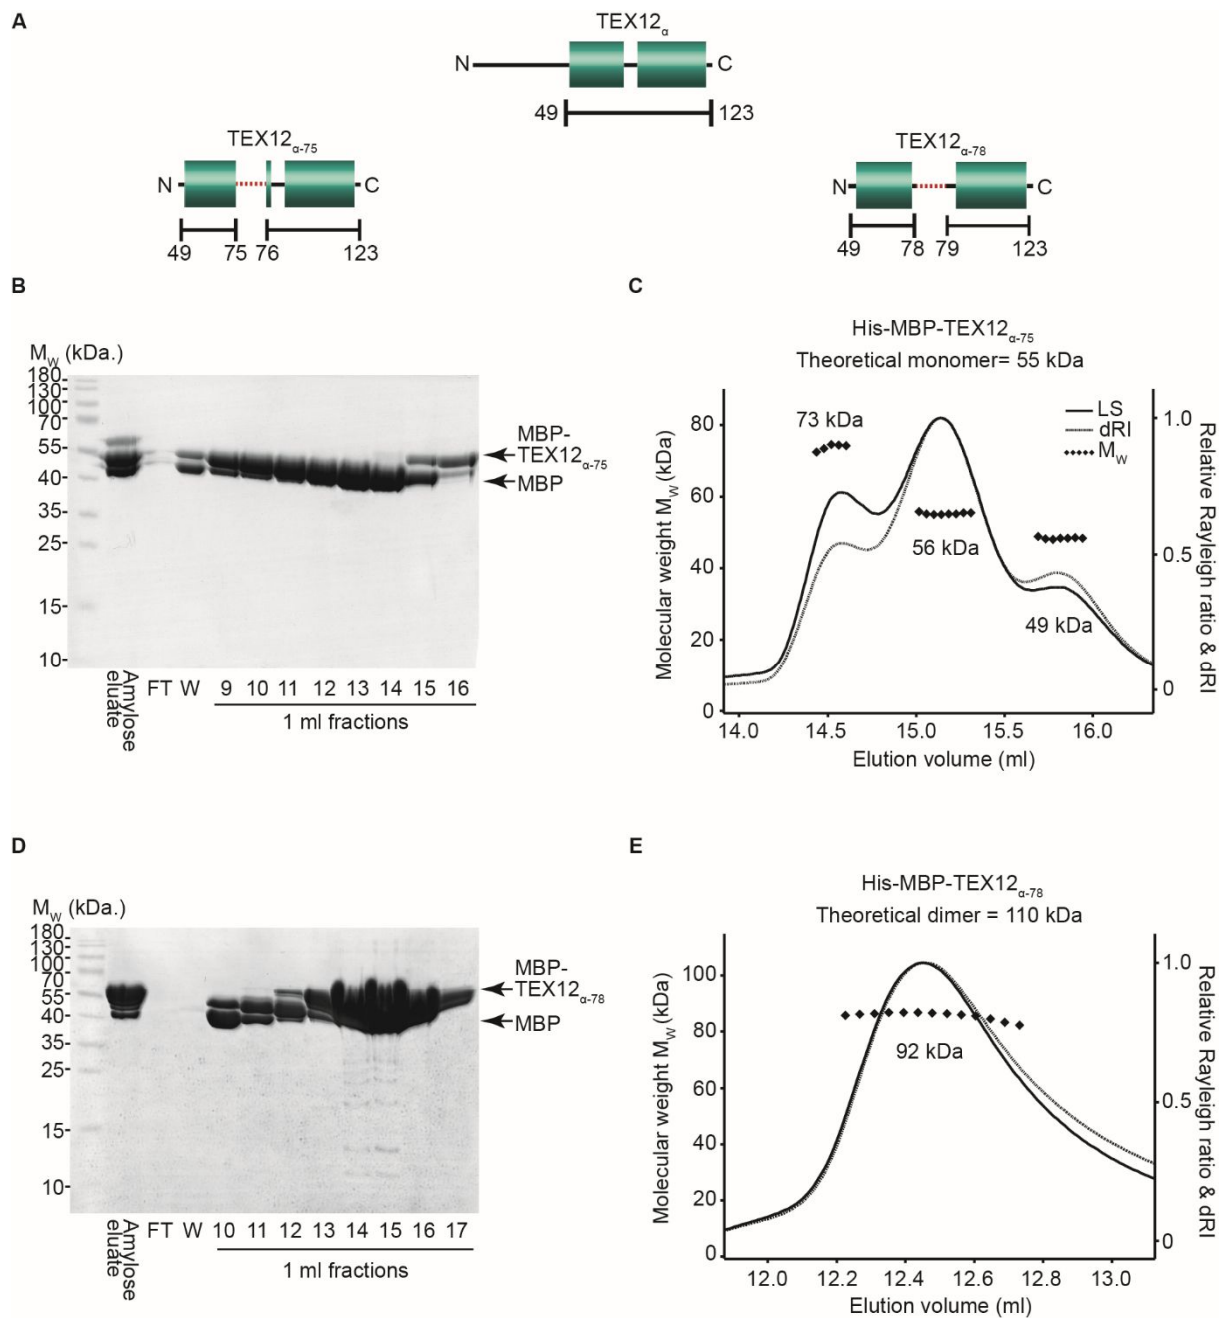 A
TEX12α
N C
49 123
TEX12α-75
N C
49 75 76 123
TEX12α-78
N C
49 78 79 123
B
MW (kDa.)
180-
130-
100-
70-
55-
40-
35-
25-
15-
10-
MBP-
TEX12α-75
MBP
Amylose
eluate
FT W 9 10 11 12 13 14 15 16
1 ml fractions
C
His-MBP-TEX12α-75
Theoretical monomer= 55 kDa
Molecular weight MW (kDa)
80
60
40
20
0
73 kDa
56 kDa
49 kDa
LS
dRI
MW
1.0
0.5
0
Relative Rayleigh ratio & dRI
14.0 14.5 15.0 15.5 16.0
Elution volume (ml)
D
MW (kDa.)
180-
130-
100-
70-
55-
40-
35-
25-
15-
10-
MBP-
TEX12α-78
MBP
Amylose
eluate
FT W 10 11 12 13 14 15 16 17
1 ml fractions
E
His-MBP-TEX12α-78
Theoretical dimer = 110 kDa
Molecular weight MW (kDa)
100
80
60
40
20
0
92 kDa
1.0
0.5
0
Relative Rayleigh ratio & dRI
12.0 12.2 12.4 12.6 12.8 13.0
Elution volume (ml)